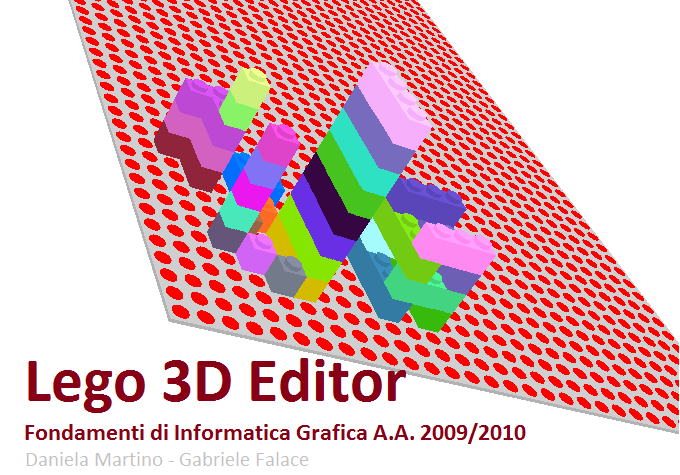 Lego 3D Editor
Fondamenti di Informatica Grafica A.A. 2009/2010
Daniela Martino - Gabriele Falace